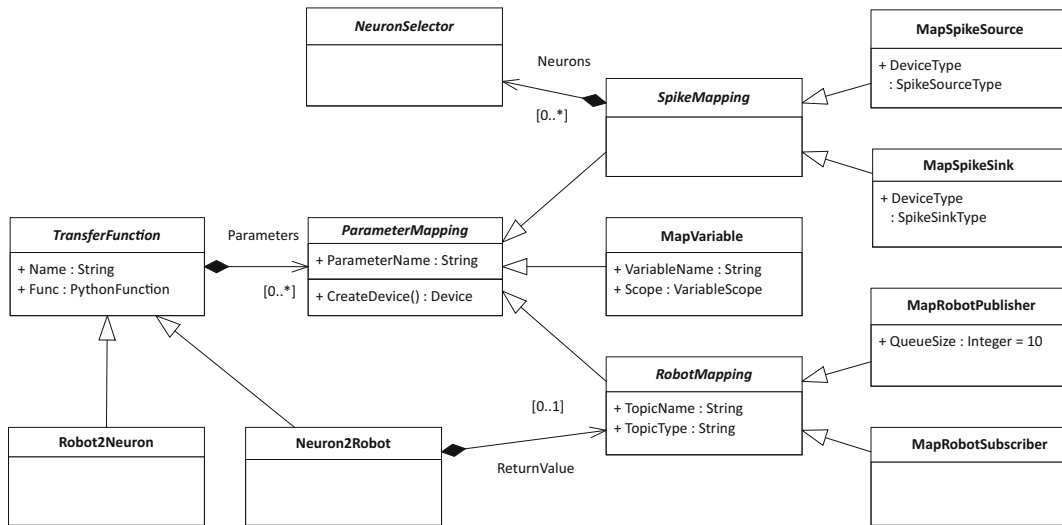 NeuronSelector
Neurons
[0..*]
SpikeMapping
MapSpikeSource
+ DeviceType
: SpikeSourceType
MapSpikeSink
+ DeviceType
: SpikeSinkType
TransferFunction
+ Name : String
+ Func : PythonFunction
Parameters
[0..*]
ParameterMapping
+ ParameterName : String
+ CreateDevice() : Device
MapVariable
+ VariableName : String
+ Scope : VariableScope
MapRobotPublisher
+ QueueSize : Integer = 10
RobotMapping
+ TopicName : String
+ TopicType : String
[0..1]
ReturnValue
Robot2Neuron
Neuron2Robot
MapRobotSubscriber